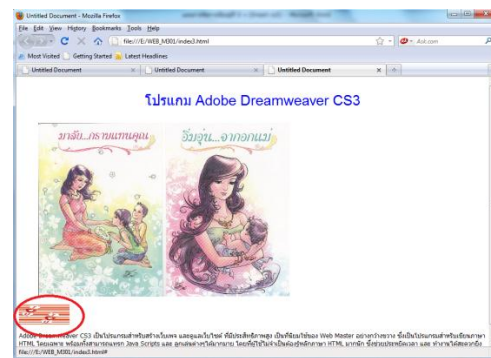 Untitled Document - Mozilla Firefox
File Edit View History Bookmarks Tools Help
file:///E:/WEB_M301/index3.html
Ask.com
Most Visited Getting Started Latest Headlines
Untitled Document Untitled Document Untitled Document
โปรแกม Adobe Dreamweaver CS3
มาลัย...กราบแทนคุณ
อิ่มอุ่น...จากอกแม่
Adobe Dreamweaver CS3 เป็นโปรแกรมสำหรับสร้างเว็บเพจ และดูแลเว็บไซต์ ที่มีประสิทธิภาพสูง เป็นที่นิยมใช้ของ Web Master อย่างกว้างขวาง ซึ่งเป็นโปรแกรมสำหรับเขียนภาษา
HTML โดยเฉพาะ พร้อมทั้งสามารถแทรก Java Scripts และ ลูกเล่นต่างๆได้มากมาย โดยที่ผู้ใช้ไม่จำเป็นต้องรู้หลักภาษา HTML มากนัก ซึ่งช่วยประหยัดเวลา และ ทำงานได้สะดวกยิ่ง
file:///E:/WEB_M301/index3.html#